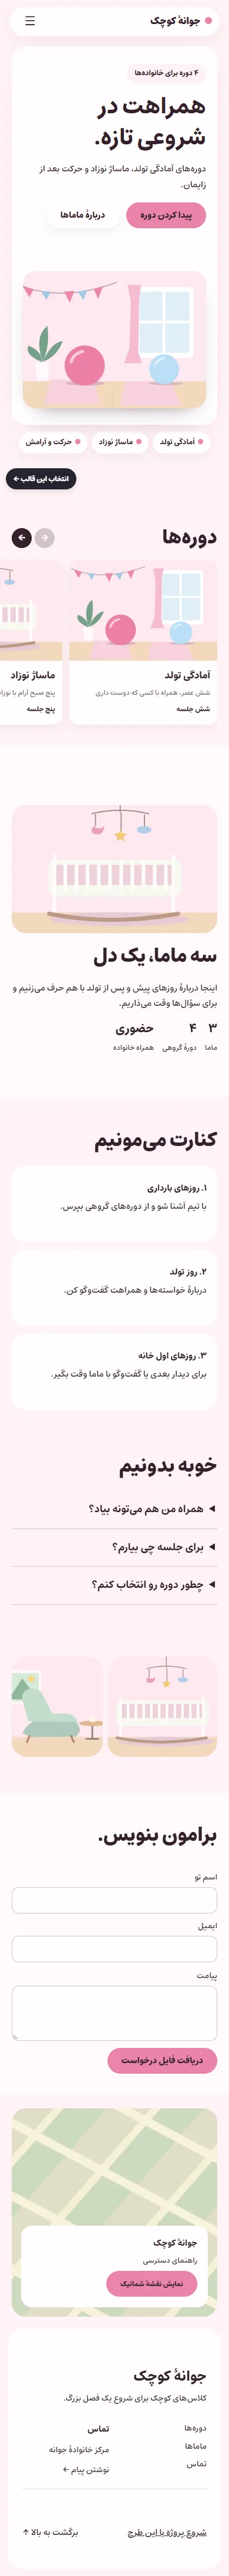 جوانهٔ کوچک
۴ دوره برای خانواده‌ها
همراهت در
شروعی تازه.
دوره‌های آمادگی تولد، ماساژ نوزاد و حرکت بعد از
زایمان.
پیدا کردن دوره
دربارهٔ ماماها
آمادگی تولد
ماساژ نوزاد
حرکت و آرامش
انتخاب این قالب ←
دوره‌ها
آمادگی تولد
شش عصر، همراه با کسی که دوست داری
شش جلسه
ماساژ نوزاد
پنج صبح آرام با نوزاد
پنج جلسه
سه ماما، یک دل
اینجا دربارهٔ روزهای پیش و پس از تولد با هم حرف می‌زنیم و
برای سؤال‌ها وقت می‌ذاریم.
۳
ماما
۴
دورهٔ گروهی
حضوری
همراه خانواده
کنارت می‌مونیم
۱. روزهای بارداری
با تیم آشنا شو و از دوره‌های گروهی بپرس.
۲. روز تولد
دربارهٔ خواسته‌ها و همراهت گفت‌وگو کن.
۳. روزهای اول خانه
برای دیدار بعدی یا گفت‌وگو با ماما وقت بگیر.
خوبه بدونیم
همراه من هم می‌تونه بیاد؟
برای جلسه چی بیارم؟
چطور دوره رو انتخاب کنم؟
برامون بنویس.
اسم تو
ایمیل
پیامت
دریافت فایل درخواست
جوانهٔ کوچک
راهنمای دسترسی
نمایش نقشهٔ شماتیک
جوانهٔ کوچک
کلاس‌های کوچک برای شروع یک فصل بزرگ.
دوره‌ها
ماماها
تماس
تماس
مرکز خانوادهٔ جوانه
نوشتن پیام ←
شروع پروژه با این طرح
برگشت به بالا ↑